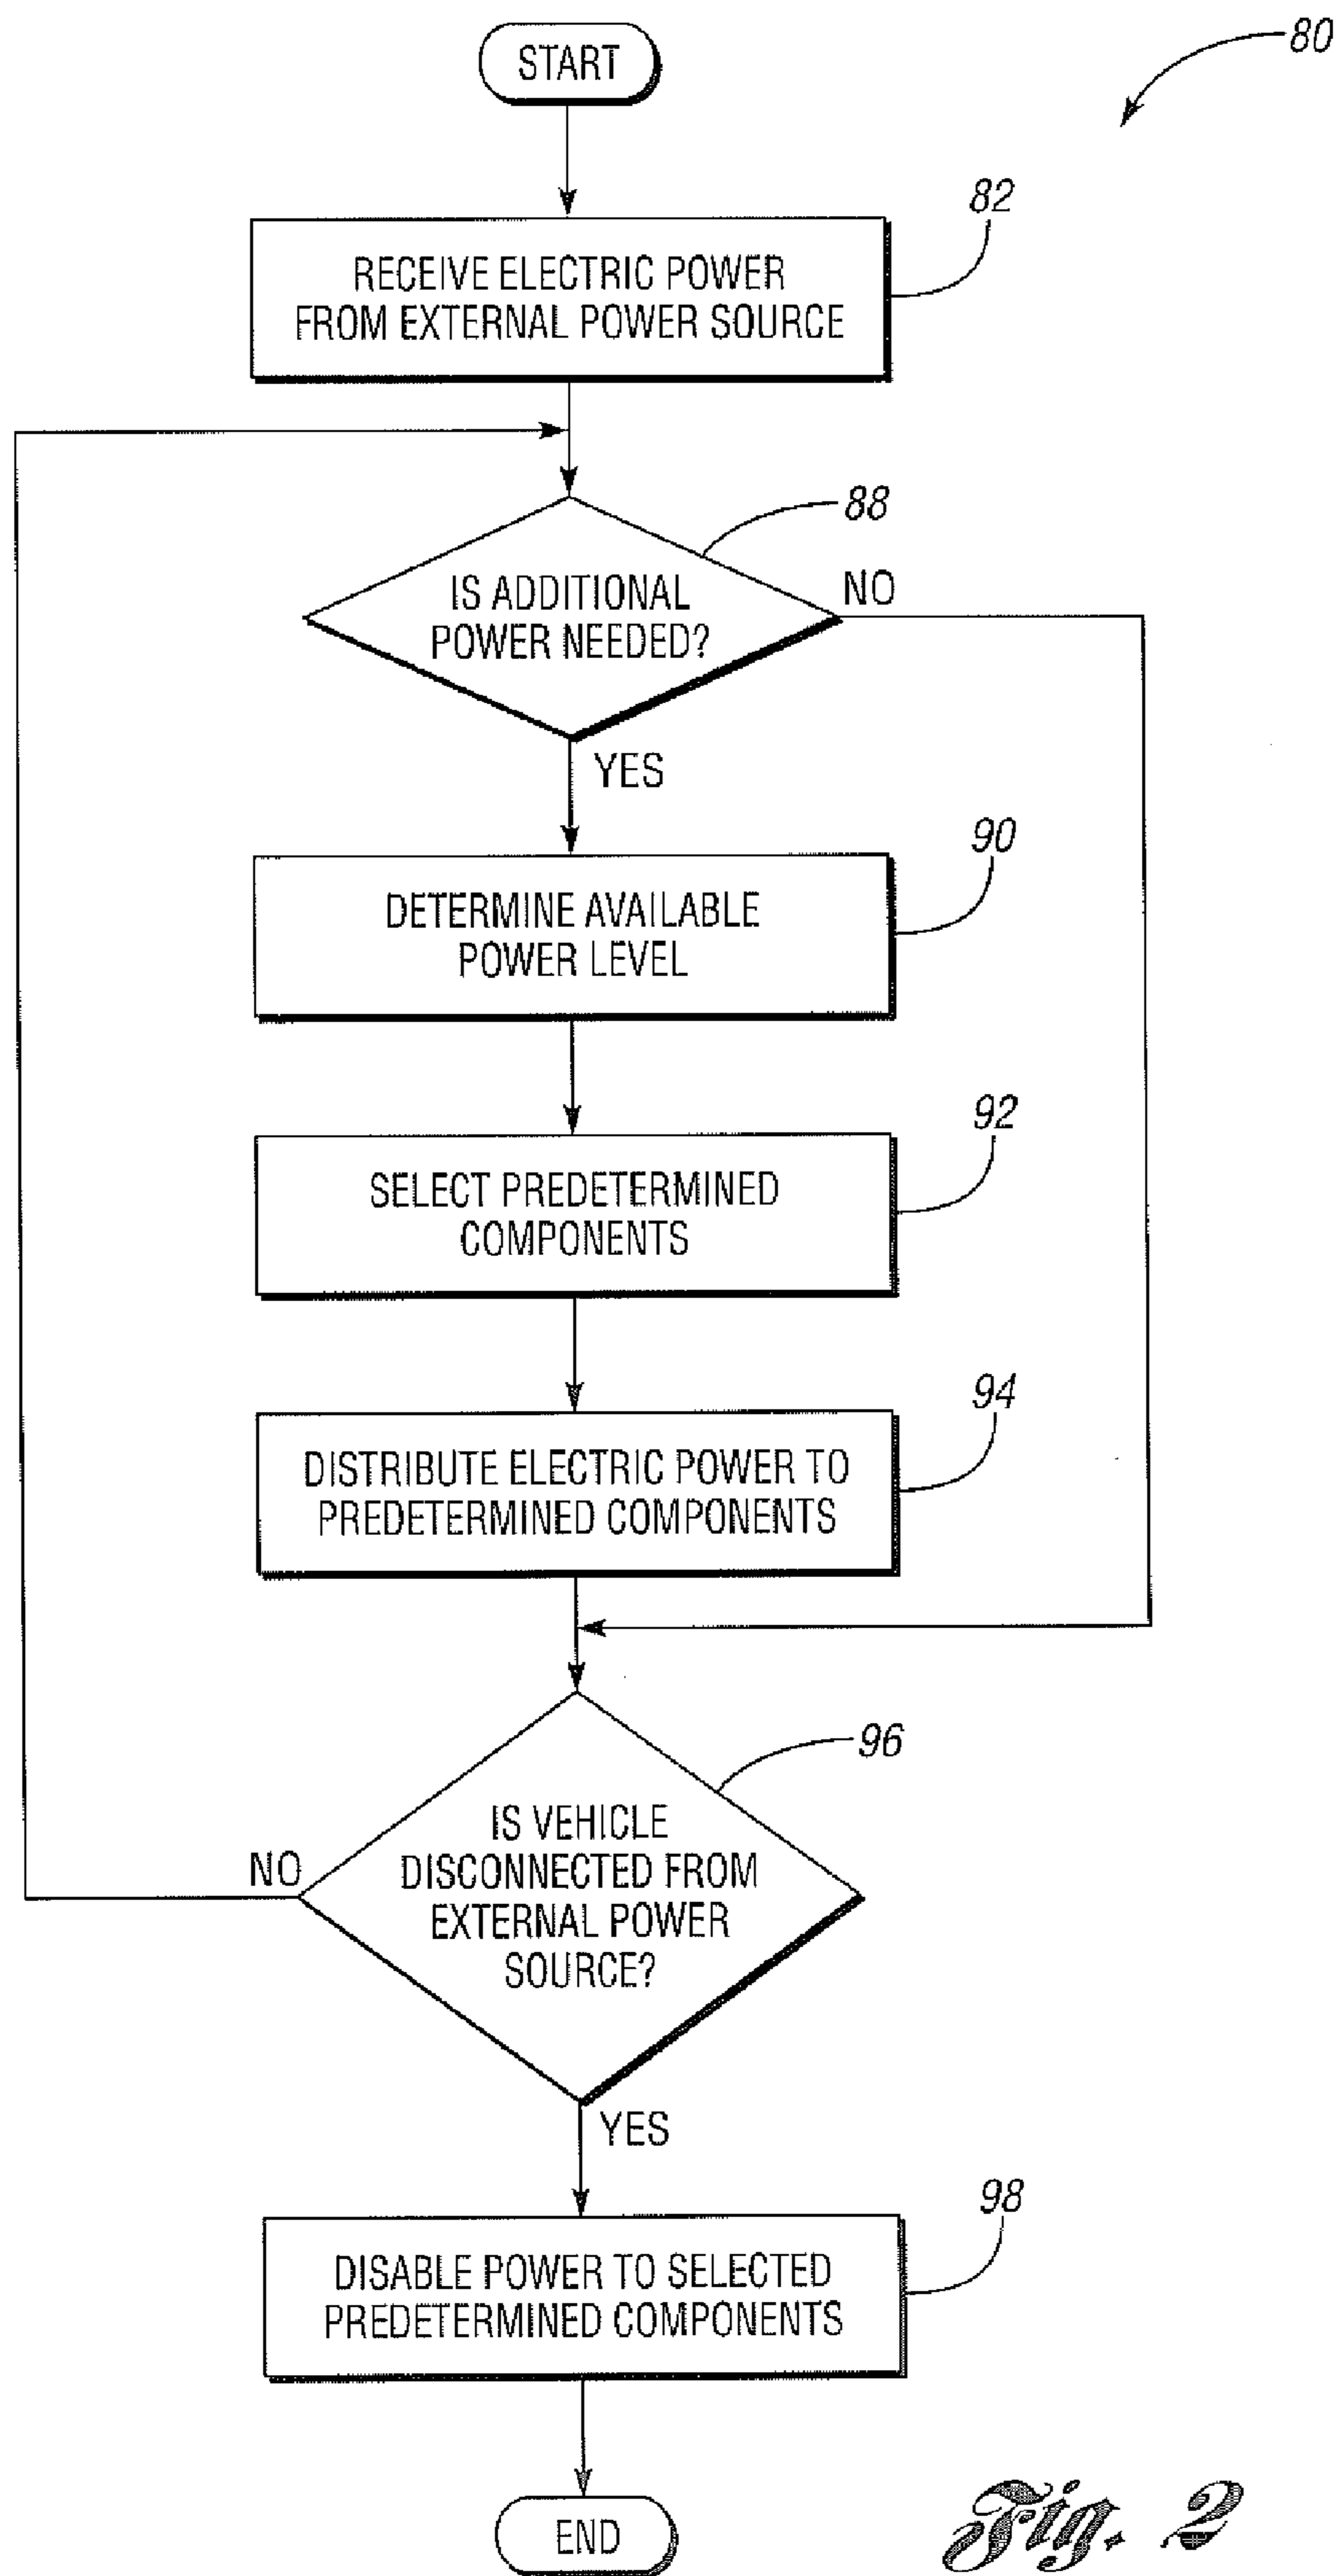 80
START
82
RECEIVE ELECTRIC POWER
FROM EXTERNAL POWER SOURCE
88
IS ADDITIONAL
POWER NEEDED?
NO
YES
90
DETERMINE AVAILABLE
POWER LEVEL
92
SELECT PREDETERMINED
COMPONENTS
94
DISTRIBUTE ELECTRIC POWER TO
PREDETERMINED COMPONENTS
96
IS VEHICLE
DISCONNECTED FROM
EXTERNAL POWER
SOURCE?
NO
YES
98
DISABLE POWER TO SELECTED
PREDETERMINED COMPONENTS
END
Fig. 2